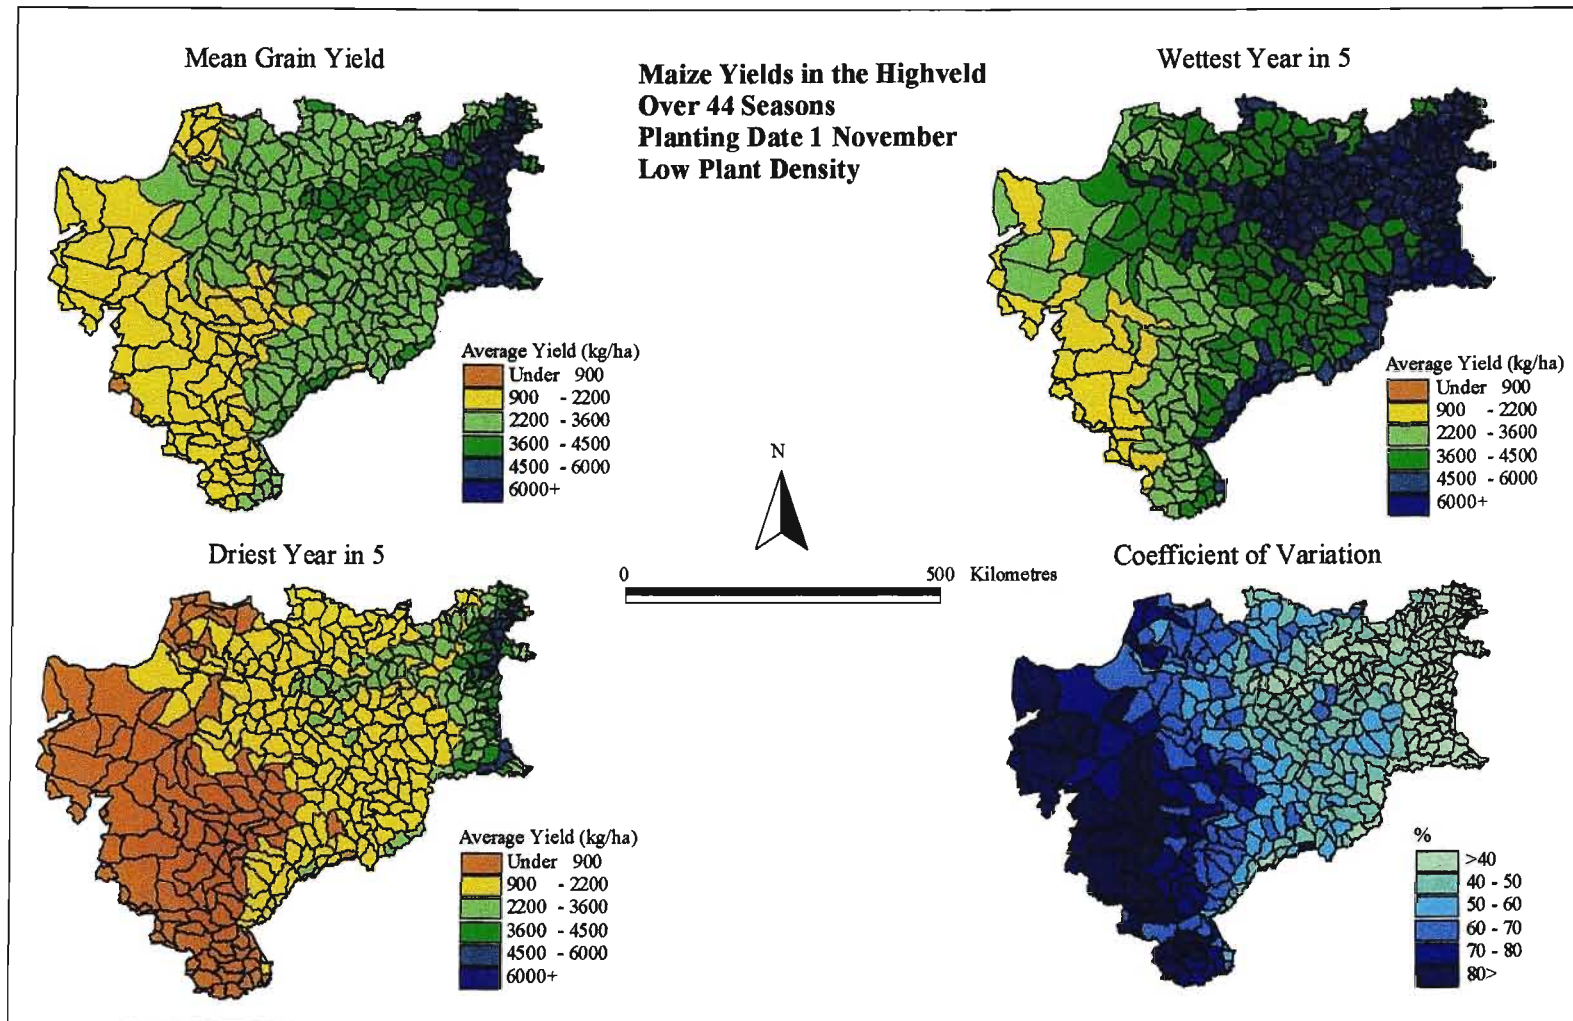 Mean Grain Yield
Maize Yields in the Highveld
Over 44 Seasons
Planting Date 1 November
Low Plant Density
Wettest Year in 5
Average Yield (kg/ha)
Under 900
900 - 2200
2200 - 3600
3600 - 4500
4500 - 6000
6000+
Average Yield (kg/ha)
Under 900
900 - 2200
2200 - 3600
3600 - 4500
4500 - 6000
6000+
N
0 500 Kilometres
Driest Year in 5
Average Yield (kg/ha)
Under 900
900 - 2200
2200 - 3600
3600 - 4500
4500 - 6000
6000+
Coefficient of Variation
%
>40
40 - 50
50 - 60
60 - 70
70 - 80
80>